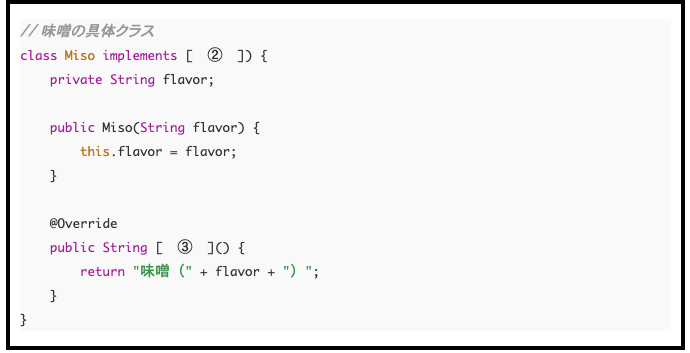 // 味噌の具体クラス
class Miso implements [ ② ]) {
    private String flavor;
    public Miso(String flavor) {
        this.flavor = flavor;
    }
    @Override
    public String [ ③ ]() {
        return "味噌 (" + flavor + ") ";
    }
}